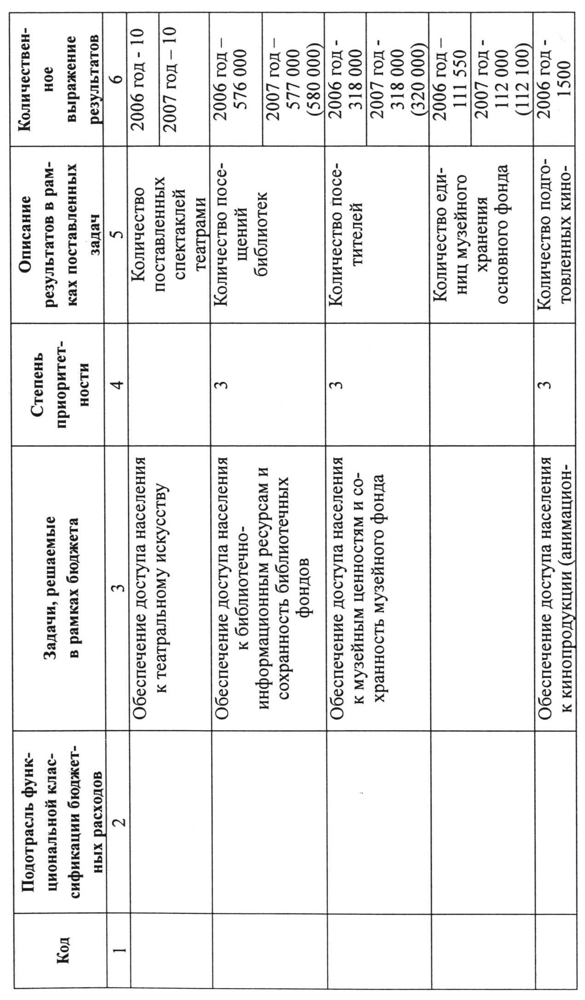 Код
Подотрасль функ-
циональной клас-
сификации бюджет-
ных расходов
Задачи, решаемые
в рамках бюджета
Степень
приоритет-
ности
Описание
результатов в рам-
ках поставленных
задач
Количествен-
ное
выражение
результатов
1
2
3
4
5
6
Обеспечение доступа населения
к театральному искусству
Количество
поставленных
спектаклей
театрами
2006 год - 10
2007 год – 10
Обеспечение доступа населения
к библиотечно-
информационным ресурсам и
сохранность библиотечных
фондов
3
Количество посе-
щений
библиотек
2006 год –
576 000
2007 год –
577 000
(580 000)
Обеспечение доступа населения
к музейным ценностям и со-
хранность музейного фонда
3
Количество посе-
тителей
2006 год -
318 000
2007 год -
318 000
(320 000)
Количество еди-
ниц музейного
хранения
основного фонда
2006 год –
111 550
2007 год -
112 000
(112 100)
Обеспечение доступа населения
к кинопродукции (анимацион-
3
Количество подго-
товленных кино-
2006 год -
1500